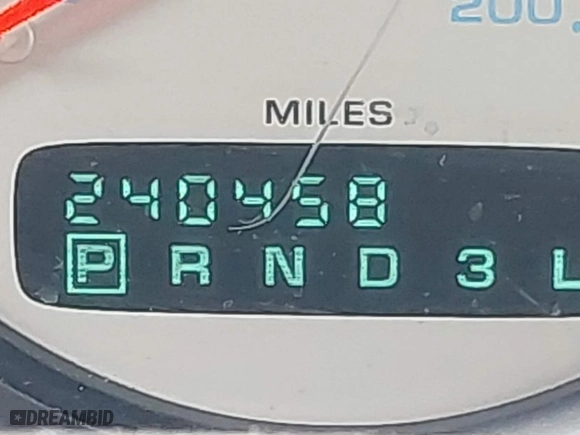 200
MILES
240458
P R N D 3 L
DREAMBID